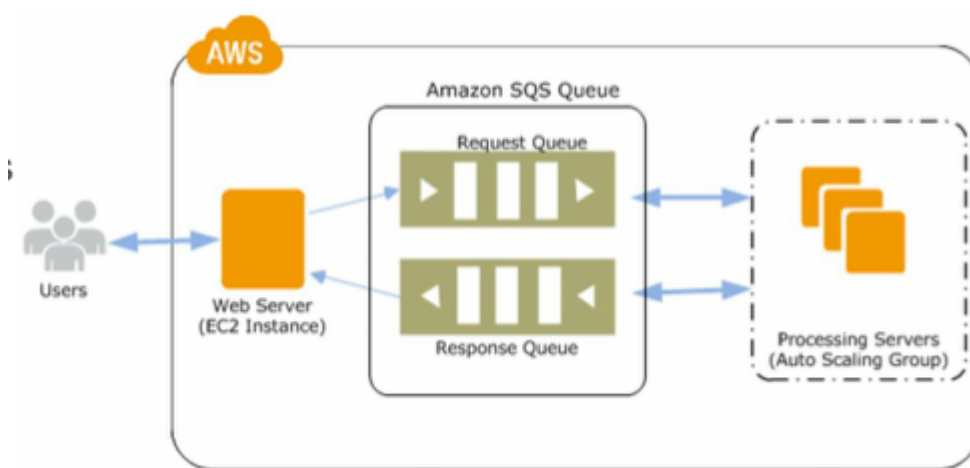 AWS
Amazon SQS Queue
Request Queue
Users
Web Server
(EC2 Instance)
Response Queue
Processing Servers
(Auto Scaling Group)